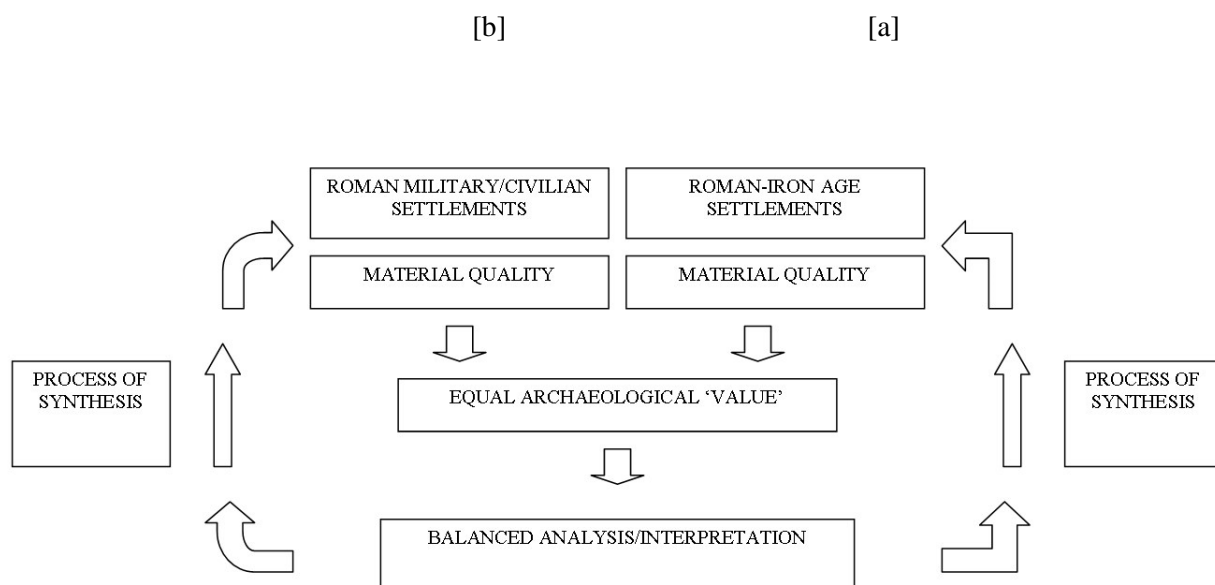 [b] [a]
ROMAN MILITARY/CIVILIAN
SETTLEMENTS
ROMAN-IRON AGE
SETTLEMENTS
MATERIAL QUALITY
MATERIAL QUALITY
PROCESS OF
SYNTHESIS
EQUAL ARCHAEOLOGICAL ‘VALUE’
PROCESS OF
SYNTHESIS
BALANCED ANALYSIS/INTERPRETATION